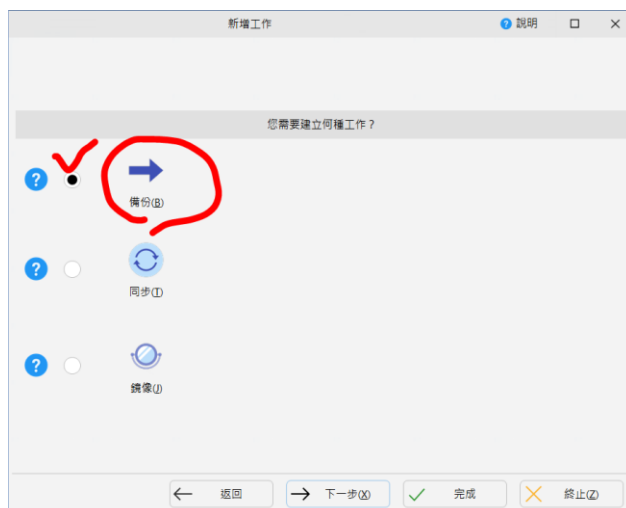 新增工作
? 說明
您需要建立何種工作？
?
備份(B)
?
同步(T)
?
鏡像(J)
返回 下一步(X) 完成 終止(Z)